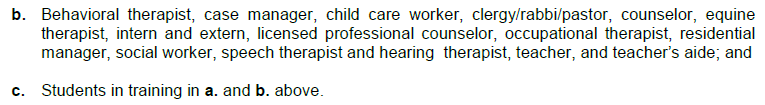 b. Behavioral therapist, case manager, child care worker, clergy/rabbi/pastor, counselor, equine
therapist, intern and extern, licensed professional counselor, occupational therapist, residential
manager, social worker, speech therapist and hearing therapist, teacher, and teacher's aide; and
c. Students in training in a. and b. above.